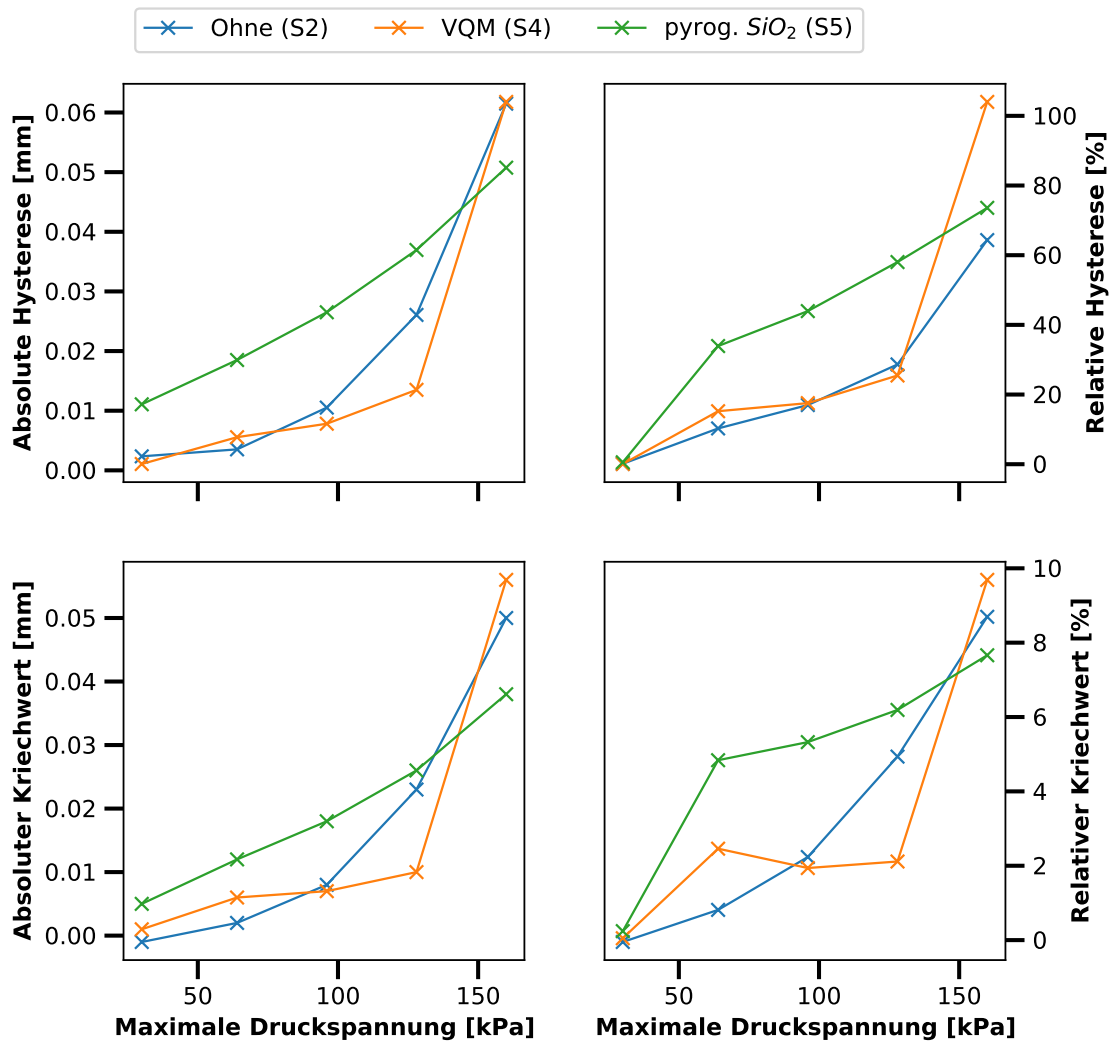 Ohne (S2) VQM (S4) pyrog. SiO₂ (S5)
Absolute Hysterese [mm]
0.06
0.05
0.04
0.03
0.02
0.01
0.00
100
80
60
40
20
0
Relative Hysterese [%]
Absoluter Kriechwert [mm]
0.05
0.04
0.03
0.02
0.01
0.00
50 100 150
Maximale Druckspannung [kPa]
10
8
6
4
2
0
Relativer Kriechwert [%]
50 100 150
Maximale Druckspannung [kPa]